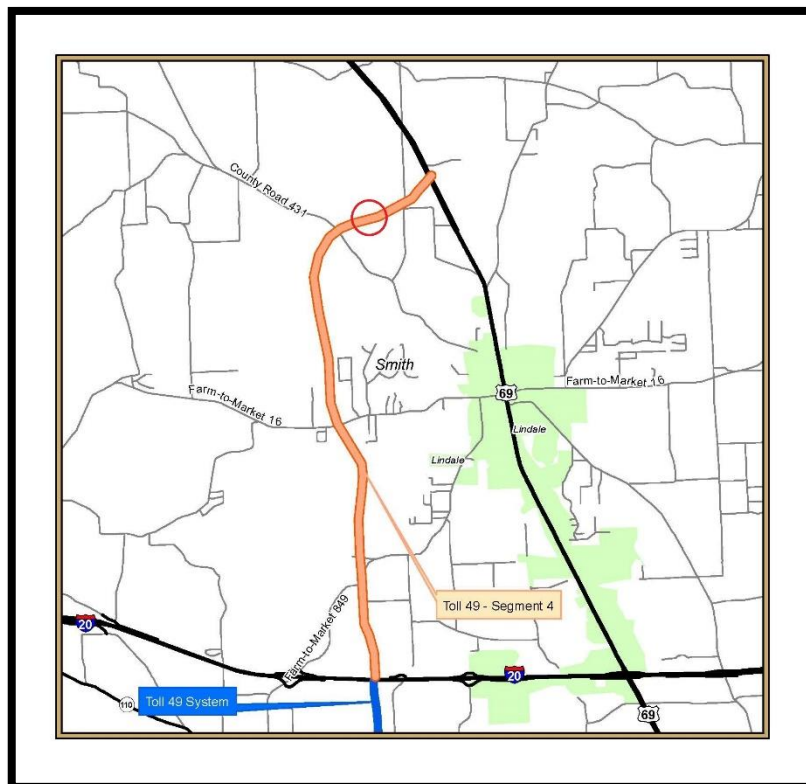 County Road 431
Smith
Farm-to-Market 16
69
Farm-to-Market 16
Lindale
Lindale
Toll 49 - Segment 4
Farm-to-Market 849
20
20
110
Toll 49 System
69